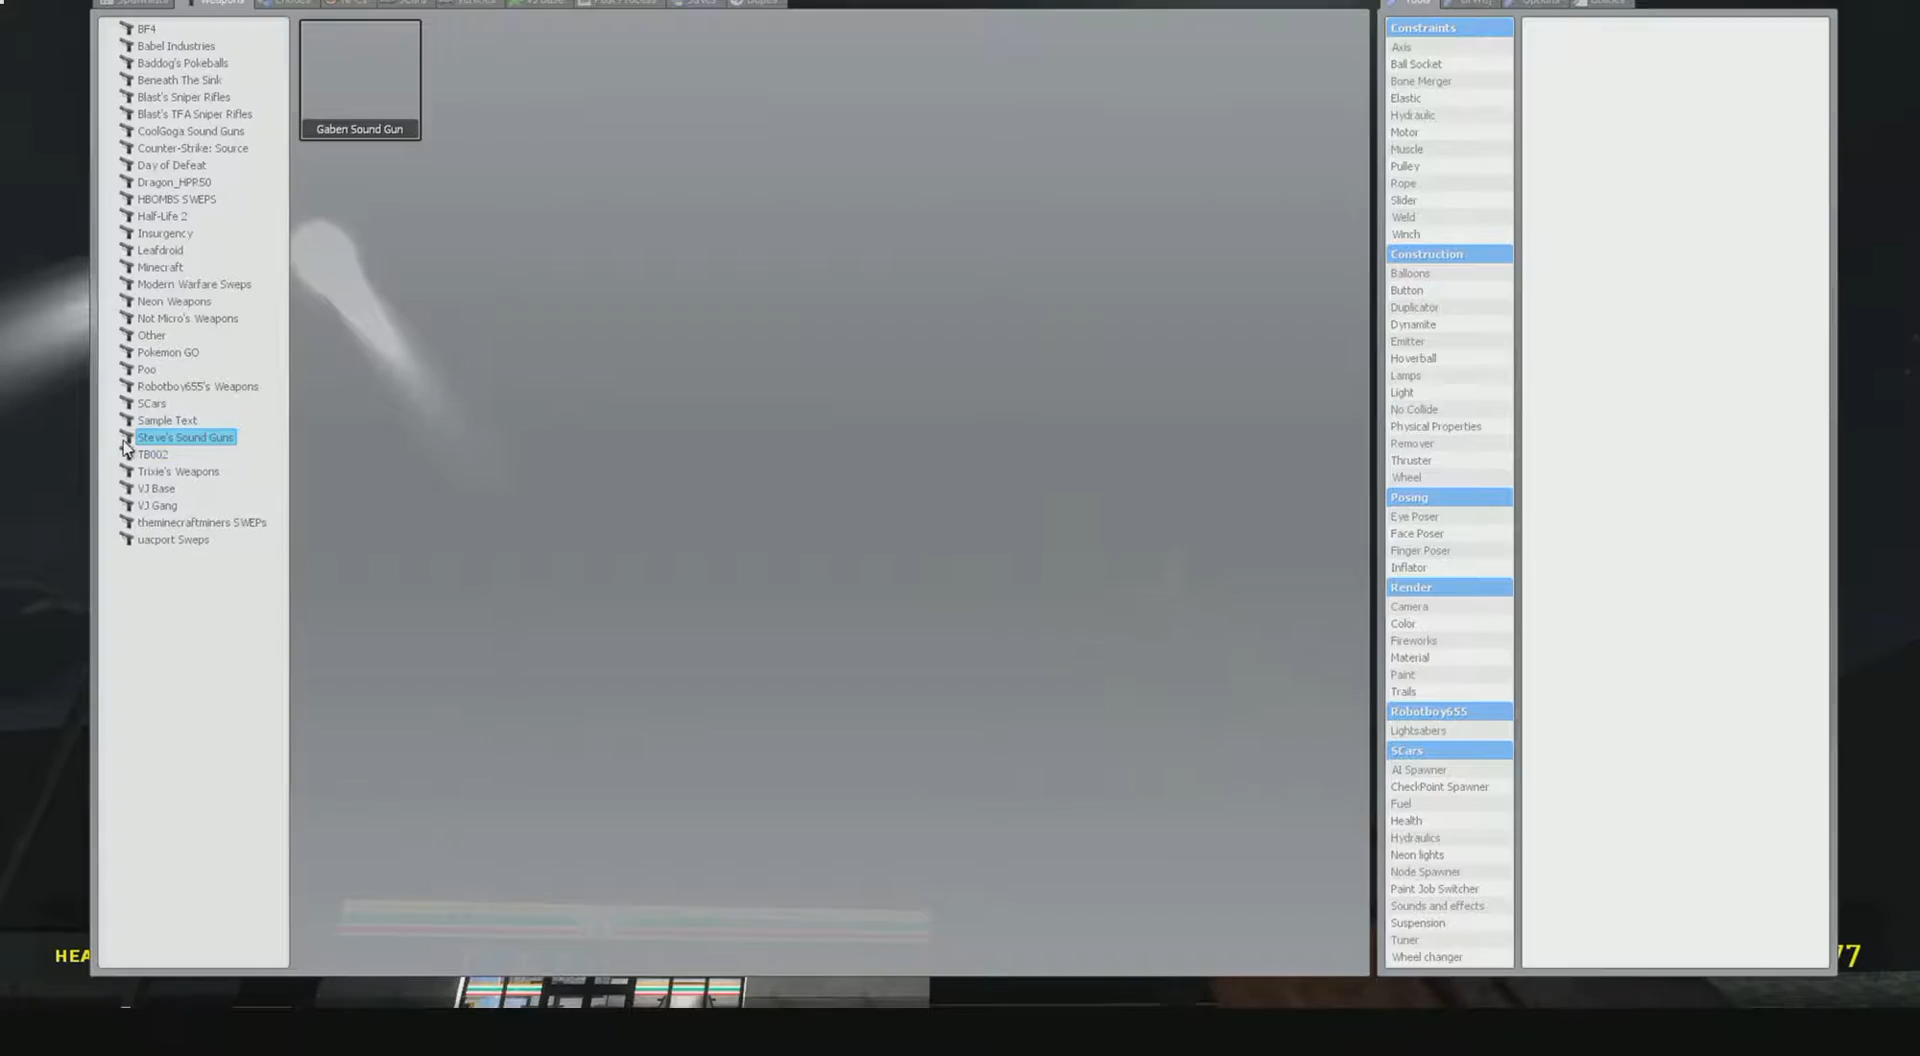 Weapons
BF4
Babel Industries
Baddog's Pokeballs
Beneath The Sink
Blast's Sniper Rifles
Blast's TFA Sniper Rifles
CoolGoga Sound Guns
Counter-Strike: Source
Day of Defeat
Dragon_HPR50
HBOMBS SWEPS
Half-Life 2
Insurgency
Leafdroid
Minecraft
Modern Warfare Sweps
Neon Weapons
Not Micro's Weapons
Other
Pokemon GO
Poo
Robotboy655's Weapons
SCars
Sample Text
Steve's Sound Guns
TB002
Trixie's Weapons
VJ Base
VJ Gang
theminecraftminers SWEPs
uacport Sweps
Gaben Sound Gun
Constraints
Axis
Ball Socket
Bone Merger
Elastic
Hydraulic
Motor
Muscle
Pulley
Rope
Slider
Weld
Winch
Construction
Balloons
Button
Duplicator
Dynamite
Emitter
Hoverball
Lamps
Light
No Collide
Physical Properties
Remover
Thruster
Wheel
Posing
Eye Poser
Face Poser
Finger Poser
Inflator
Render
Camera
Color
Fireworks
Material
Paint
Trails
Robotboy655
Lightsabers
SCars
AI Spawner
CheckPoint Spawner
Fuel
Health
Hydraulics
Neon lights
Node Spawner
Paint Job Switcher
Sounds and effects
Suspension
Tuner
Wheel changer
HEA
77